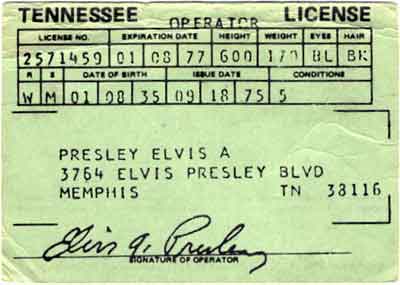 TENNESSEE OPERATOR LICENSE
LICENSE NO. EXPIRATION DATE HEIGHT WEIGHT EYES HAIR
2571459 01 08 77 600 170 BL BK
R S DATE OF BIRTH ISSUE DATE CONDITIONS
W M 01 08 35 09 18 75 5
PRESLEY ELVIS A
3764 ELVIS PRESLEY BLVD
MEMPHIS TN 38116
Elvis A. Presley
SIGNATURE OF OPERATOR